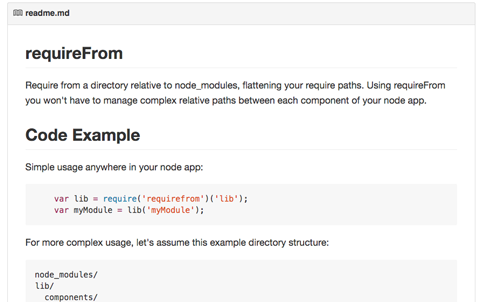 readme.md
requireFrom
Require from a directory relative to node_modules, flattening your require paths. Using requireFrom
you won't have to manage complex relative paths between each component of your node app.
Code Example
Simple usage anywhere in your node app:
var lib = require('requirefrom')('lib');
var myModule = lib('myModule');
For more complex usage, let's assume this example directory structure:
node_modules/
lib/
components/